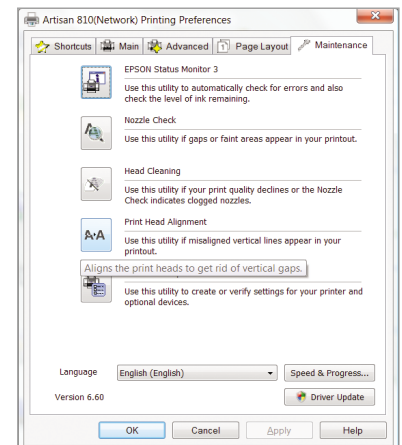 Artisan 810(Network) Printing Preferences
Shortcuts Main Advanced Page Layout Maintenance
EPSON Status Monitor 3
Use this utility to automatically check for errors and also
check the level of ink remaining.
Nozzle Check
Use this utility if gaps or faint areas appear in your printout.
Head Cleaning
Use this utility if your print quality declines or the Nozzle
Check indicates clogged nozzles.
Print Head Alignment
A·A
Use this utility if misaligned vertical lines appear in your
printout.
Aligns the print heads to get rid of vertical gaps.
Use this utility to create or verify settings for your printer and
optional devices.
Language English (English) Speed & Progress...
Version 6.60 Driver Update
OK Cancel Apply Help